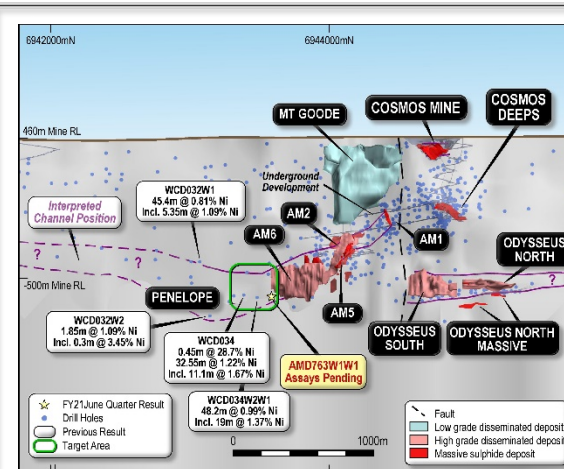 6942000mN
6944000mN
MT GOODE
COSMOS MINE
COSMOS
DEEPS
460m Mine RL
Underground
Development
WCD032W1
45.4m @ 0.81% Ni
Incl. 5.35m @ 1.09% Ni
Interpreted
Channel Position
AM2
AM6
AM1
ODYSSEUS
NORTH
?
?
?
-500m Mine RL
PENELOPE
AM5
WCD032W2
1.85m @ 1.09% Ni
Incl. 0.3m @ 3.45% Ni
ODYSSEUS
SOUTH
ODYSSEUS NORTH
MASSIVE
WCD034
0.45m @ 28.7% Ni
32.55m @ 1.22% Ni
Incl. 11.1m @ 1.67% Ni
AMD763W1W1
Assays Pending
WCD034W2W1
48.2m @ 0.99% Ni
Incl. 19m @ 1.37% Ni
FY21June Quarter Result
Drill Holes
Previous Result
Target Area
0
1000m
Fault
Low grade disseminated deposit
High grade disseminated deposit
Massive sulphide deposit